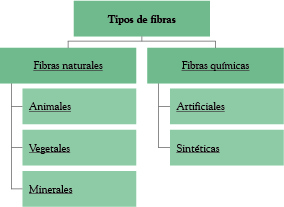 Tipos de fibras
Fibras naturales
Animales
Vegetales
Minerales
Fibras químicas
Artificiales
Sintéticas